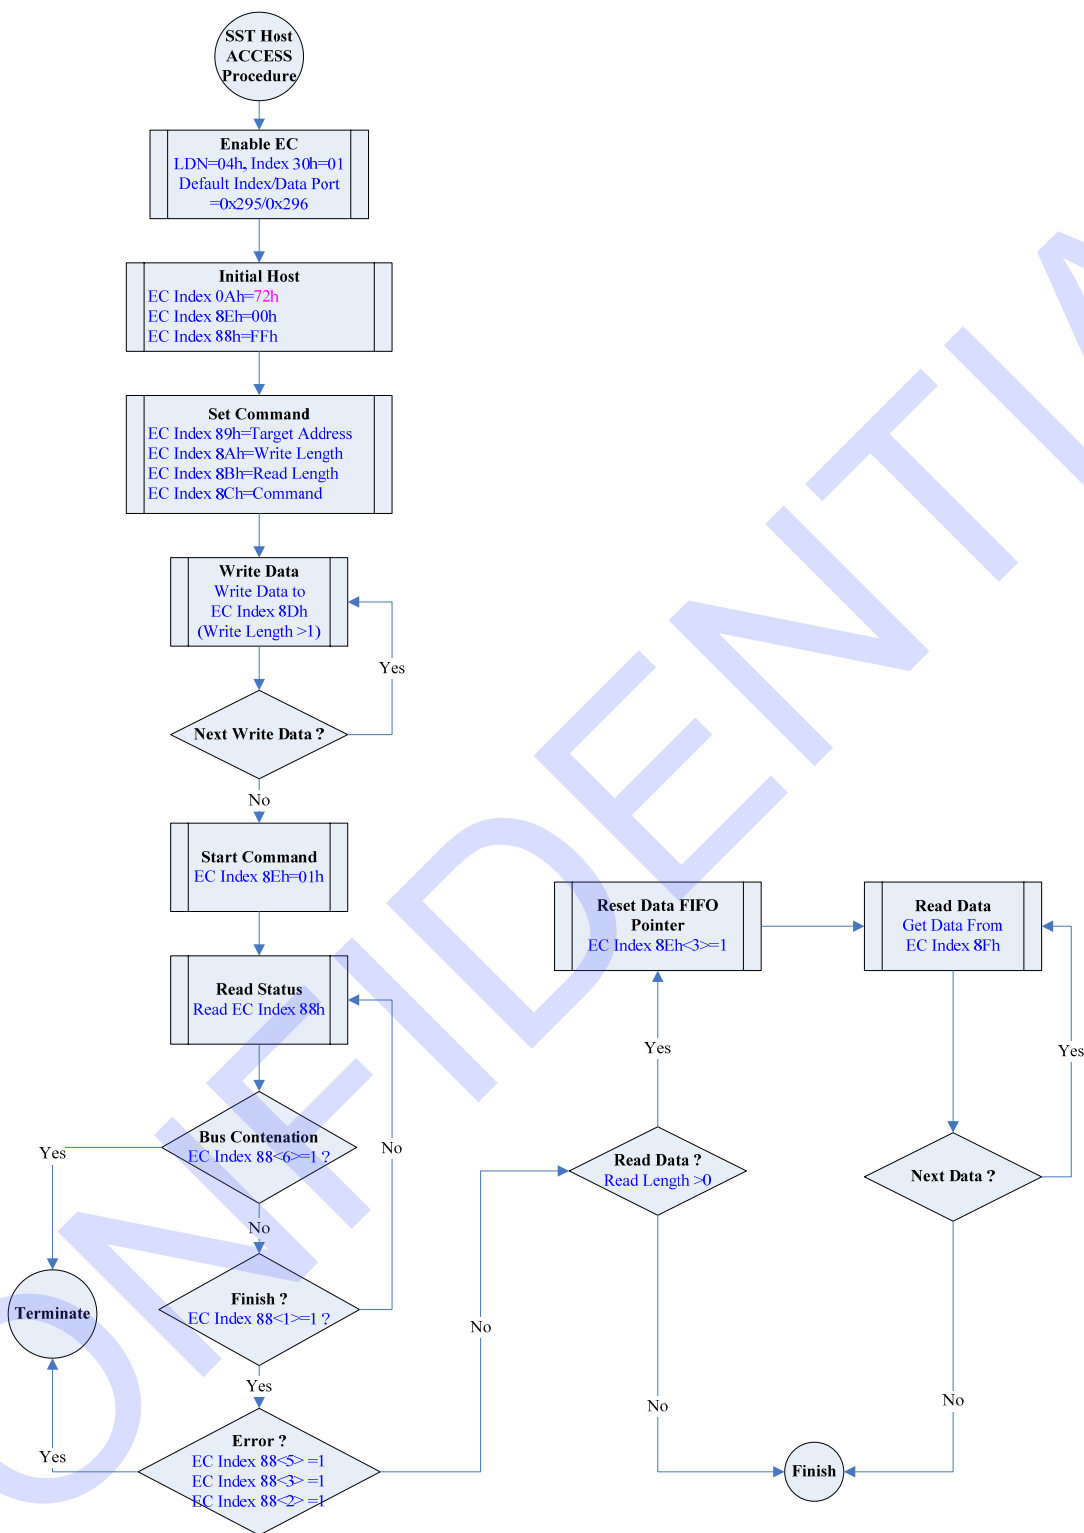 SST Host
ACCESS
Procedure
Enable EC
LDN=04h, Index 30h=01
Default Index/Data Port
=0x295/0x296
Initial Host
EC Index 0Ah=72h
EC Index 8Eh=00h
EC Index 88h=FFh
Set Command
EC Index 89h=Target Address
EC Index 8Ah=Write Length
EC Index 8Bh=Read Length
EC Index 8Ch=Command
Write Data
Write Data to
EC Index 8Dh
(Write Length >1)
Yes
Next Write Data ?
No
Start Command
EC Index 8Eh=01h
Read Status
Read EC Index 88h
Bus Contenation
EC Index 88<6>=1 ?
Yes
No
No
Finish ?
EC Index 88<1>=1 ?
Terminate
Yes
Error ?
EC Index 88<5> =1
EC Index 88<3> =1
EC Index 88<2> =1
Yes
No
Reset Data FIFO
Pointer
EC Index 8Eh<3>=1
Yes
Read Data ?
Read Length >0
No
Read Data
Get Data From
EC Index 8Fh
Yes
Next Data ?
No
Finish
ONFIDENTIA